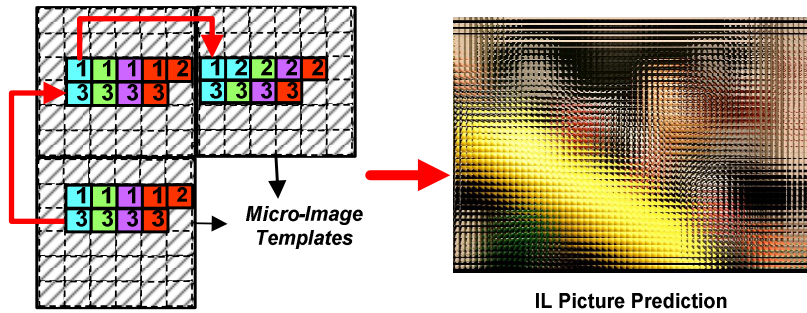 1 1 1 1 2 1 2 2 2 2
3 3 3 3 3 3 3 3
1 1 1 1 2
3 3 3 3
Micro-Image
Templates
IL Picture Prediction